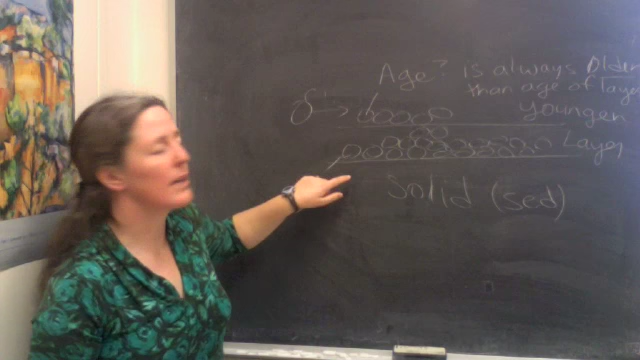 Age? is always Older
than age of layer
younger
Layer
Solid (sed)